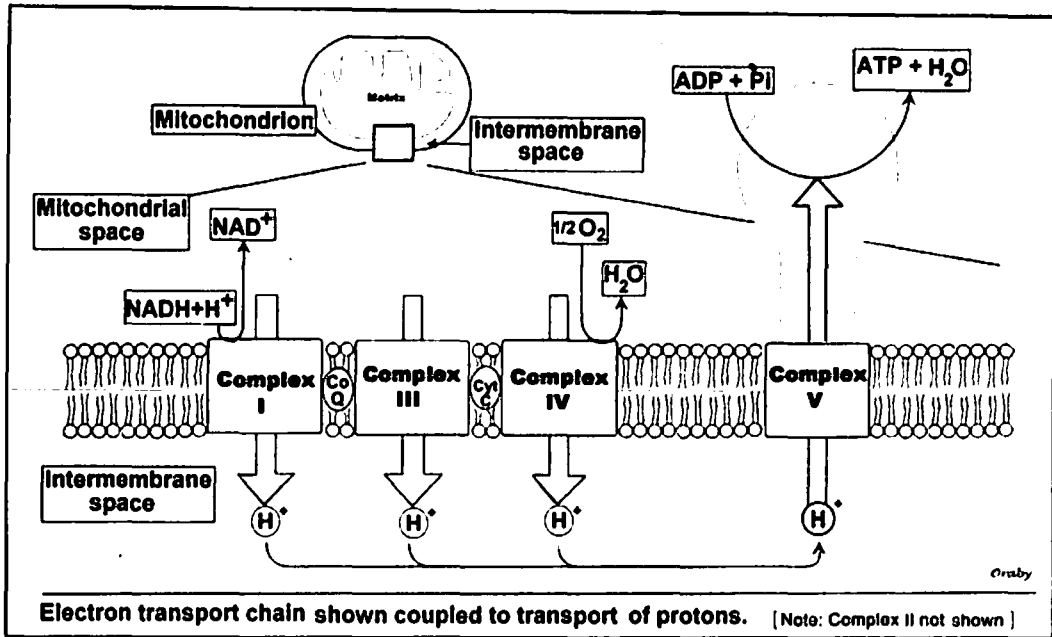 Matrix
Mitochondrion
Intermembrane
space
ADP + Pi
ATP + H₂O
Mitochondrial
space
NAD⁺
NADH+H⁺
1/2 O₂
H₂O
Complex
I
Co
Q
Complex
III
Cyt
C
Complex
IV
Complex
V
Intermembrane
space
H⁺
H⁺
H⁺
H⁺
Oraby
Electron transport chain shown coupled to transport of protons. [Note: Complex II not shown]